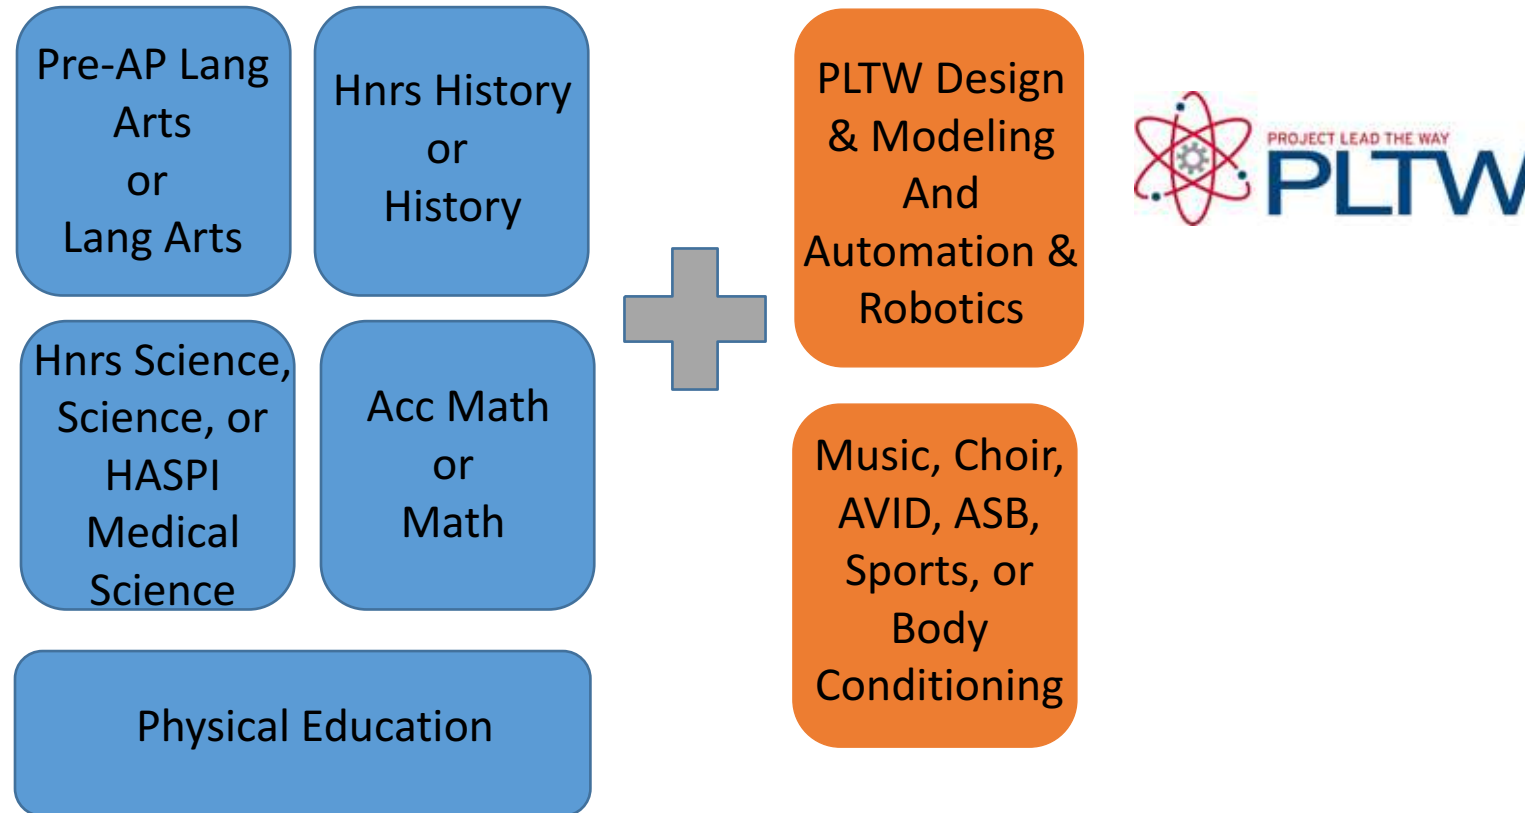 Pre-AP Lang
Arts
or
Lang Arts
Hnrs History
or
History
Hnrs Science,
Science, or
HASPI
Medical
Science
Acc Math
or
Math
Physical Education
PLTW Design
& Modeling
And
Automation &
Robotics
Music, Choir,
AVID, ASB,
Sports, or
Body
Conditioning
PROJECT LEAD THE WAY
PLTW